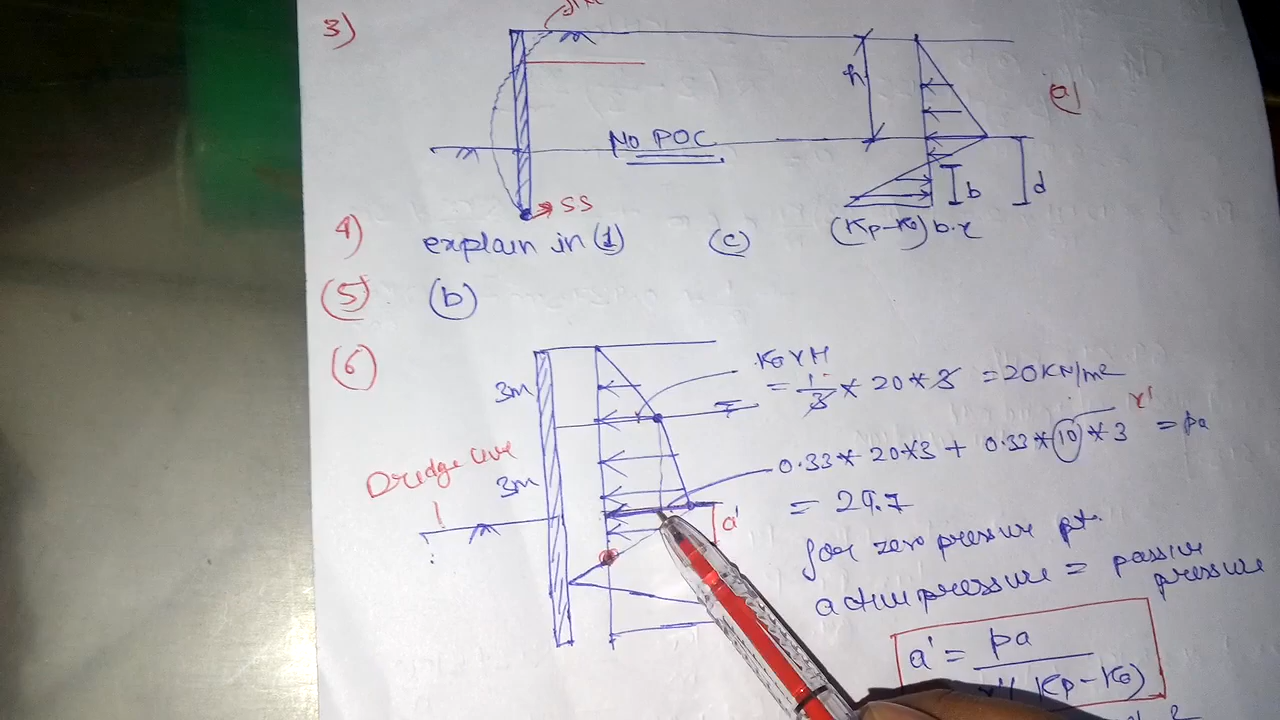 3)
h
a)
NO POC
b
d
SS
(Kp-Ka) b·r
4) explain in (1) (c)
(5) (b)
(6)
KaγH
3m
= 1/3 * 20 * 3 = 20 KN/m²
r'
0.33 * 20 * 3 + 0.33 * 10 * 3 = pa
Dredge line
3m
= 29.7
a'
for zero pressure pt.
active pressure = passive pressure
a' = pa
Kp-Ka)